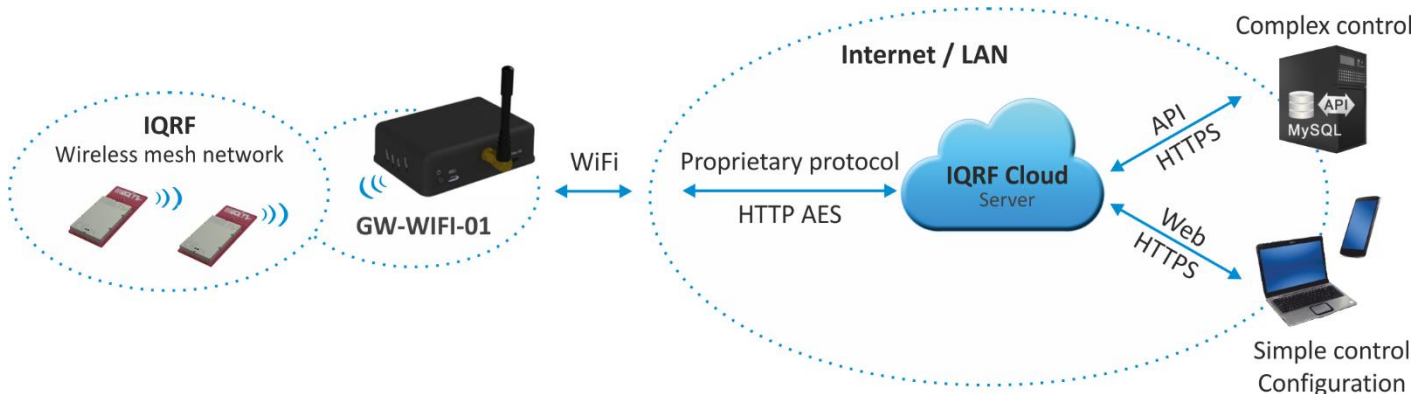 IQRF
Wireless mesh network
GW-WIFI-01
WiFi
Internet / LAN
Proprietary protocol
HTTP AES
IQRF Cloud
Server
API
HTTPS
Web
HTTPS
Complex control
API
MySQL
Simple control
Configuration